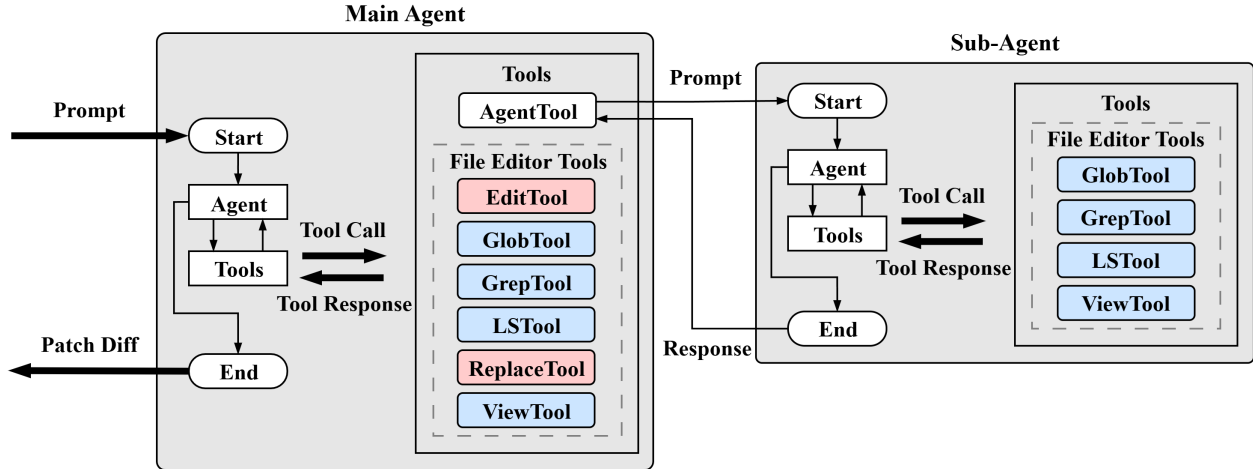 Main Agent
Prompt
Start
Agent
Tools
Tool Call
Tool Response
End
Patch Diff
Tools
AgentTool
File Editor Tools
EditTool
GlobTool
GrepTool
LSTool
ReplaceTool
ViewTool
Prompt
Response
Sub-Agent
Start
Agent
Tools
Tool Call
Tool Response
End
Tools
File Editor Tools
GlobTool
GrepTool
LSTool
ViewTool